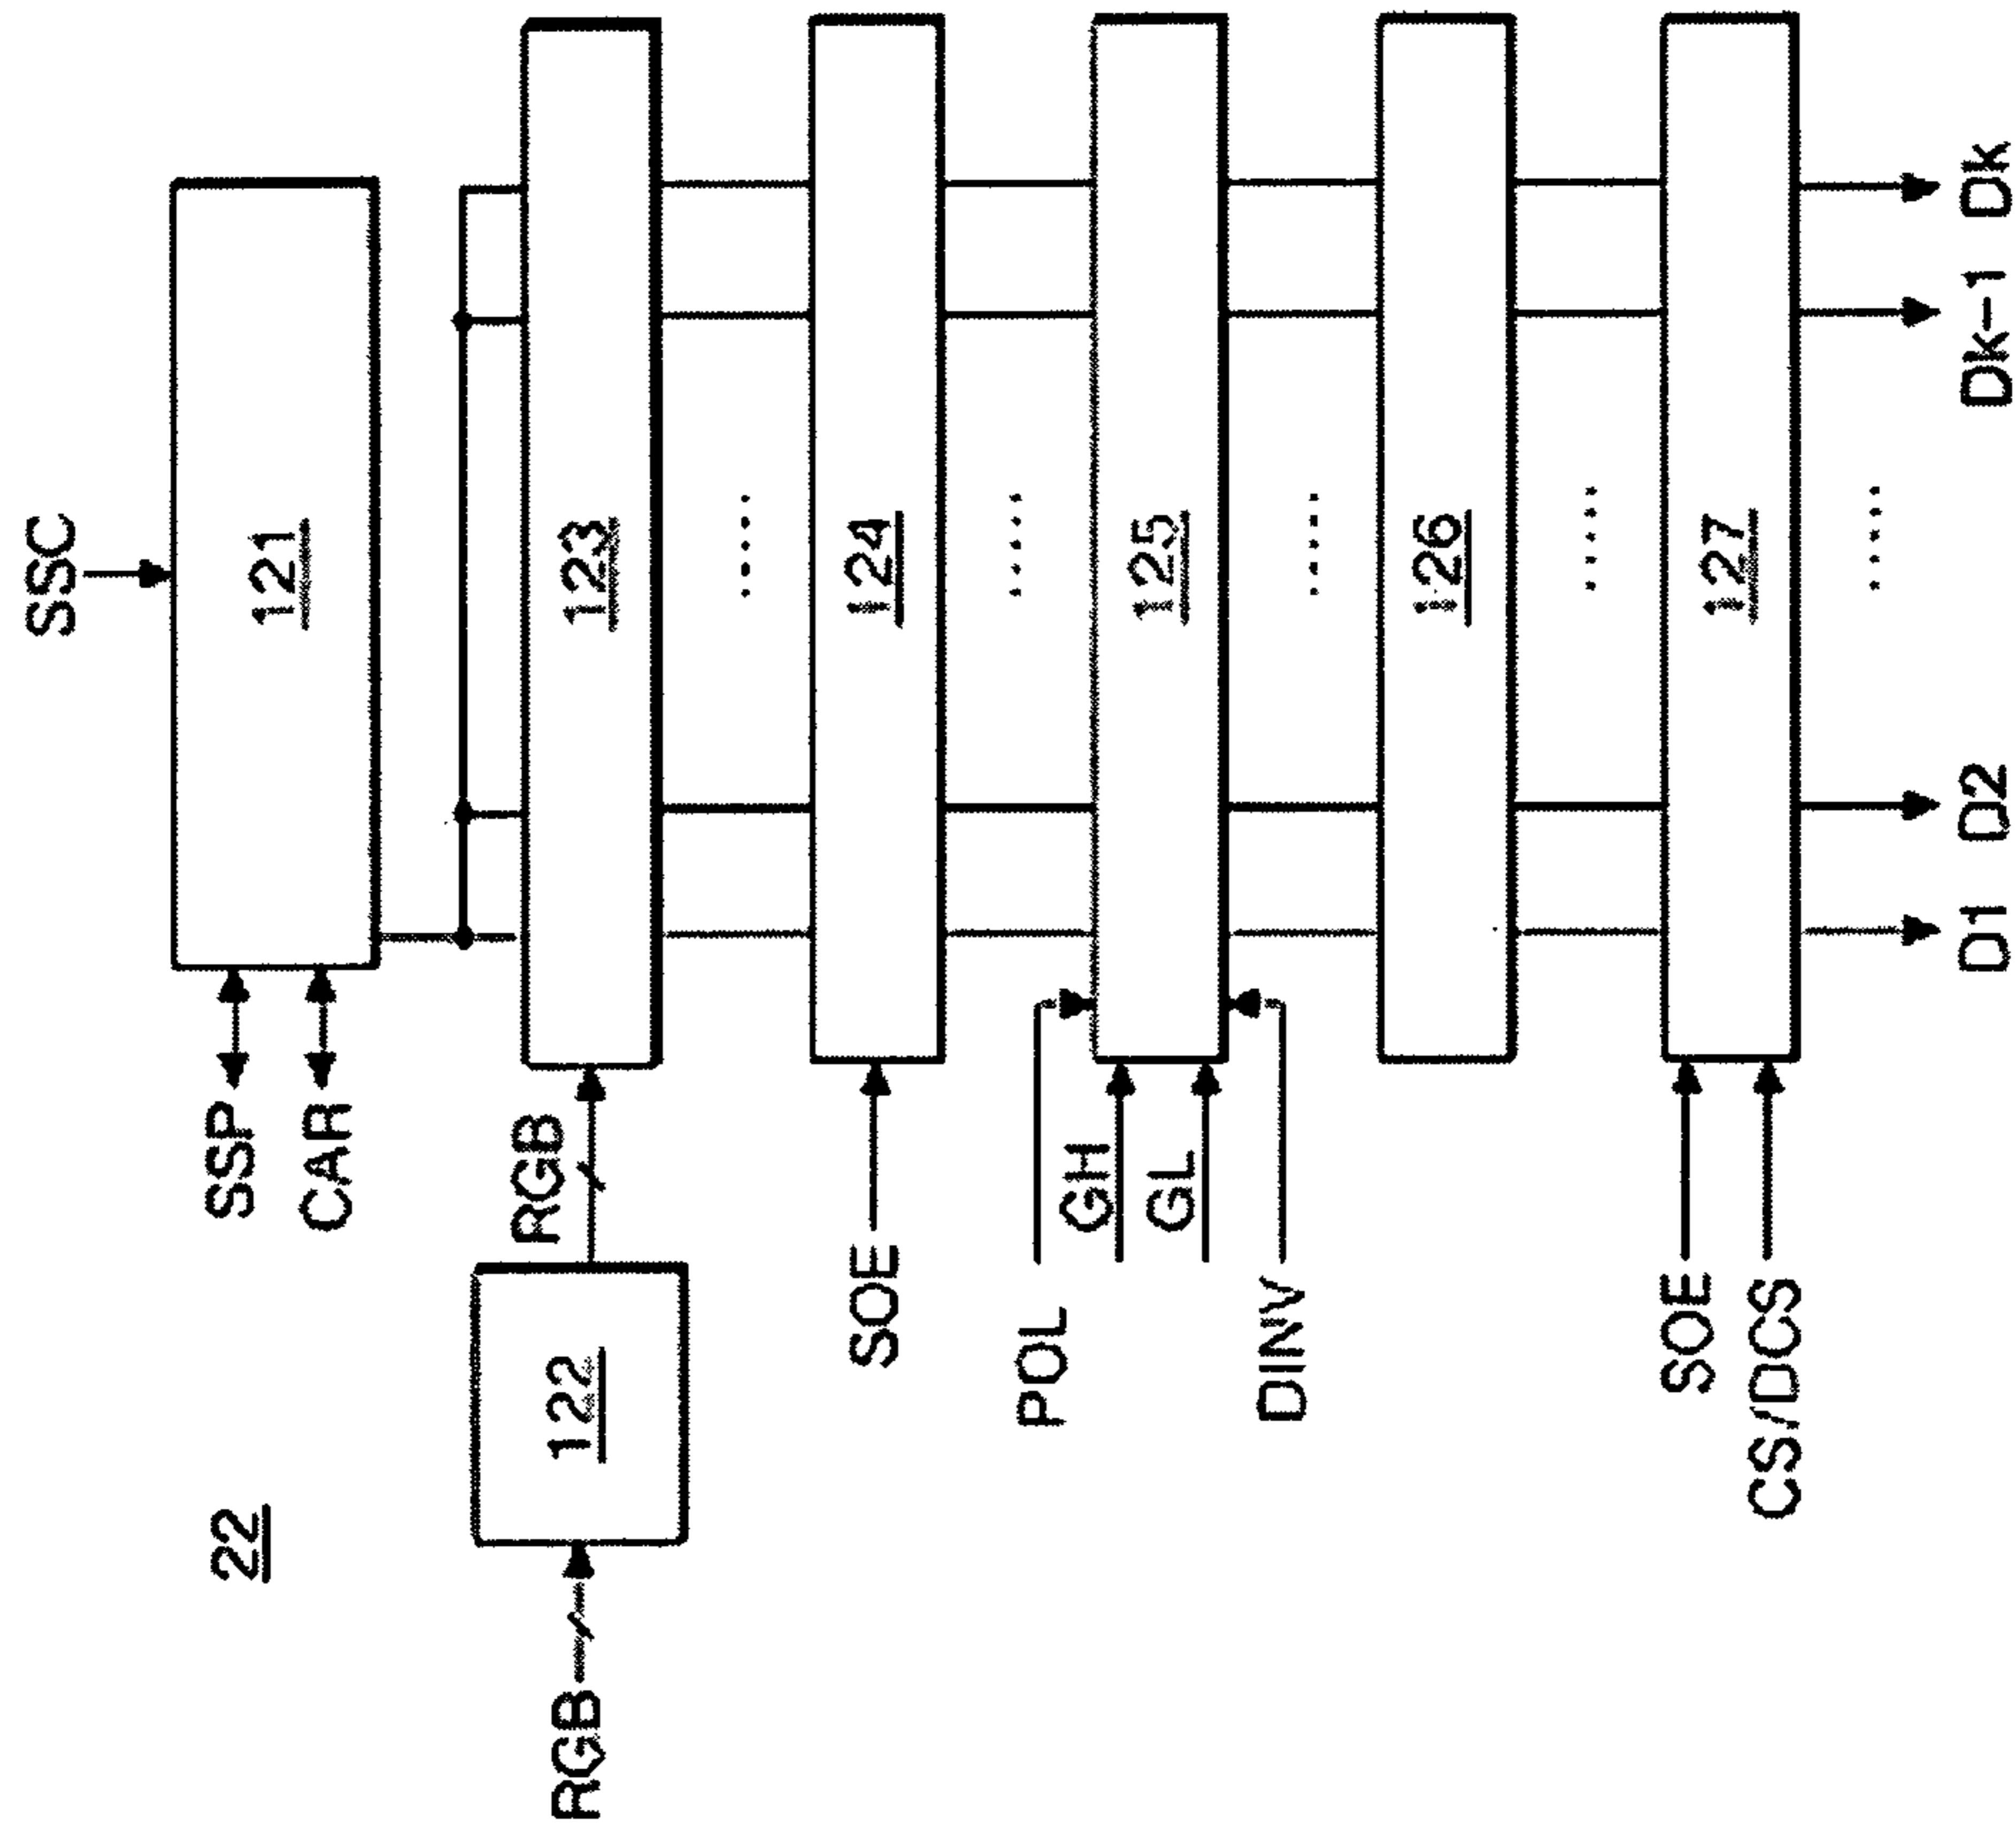 22
SSC
SSP
CAR
121
RGB
122
RGB
123
SOE
124
POL
GH
GL
DINV
125
126
SOE
CS/DCS
127
D1
D2
Dk-1
Dk